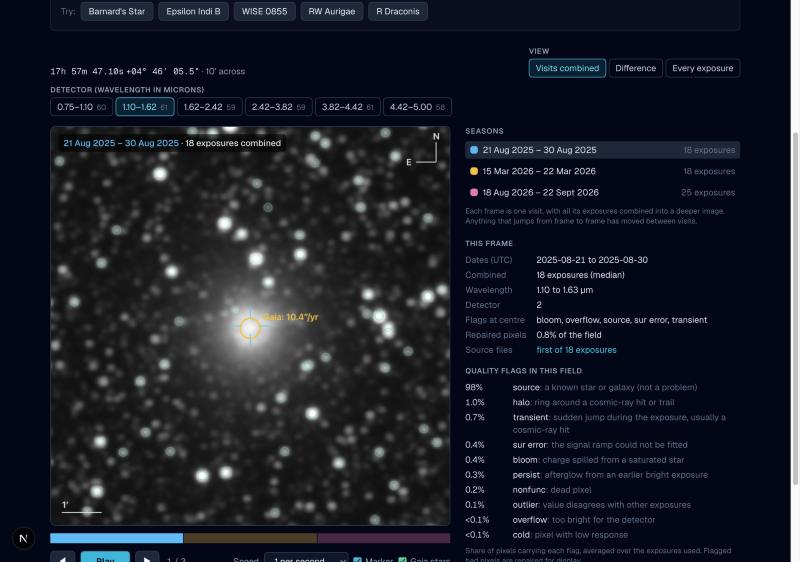 Try: Barnard's Star Epsilon Indi B WISE 0855 RW Aurigae R Draconis
VIEW
17h 57m 47.10s +04° 46′ 05.5″ · 10′ across
Visits combined Difference Every exposure
DETECTOR (WAVELENGTH IN MICRONS)
0.75–1.10 60 1.10–1.62 61 1.62–2.42 59 2.42–3.82 59 3.82–4.42 61 4.42–5.00 58
21 Aug 2025 – 30 Aug 2025 · 18 exposures combined
N
E
Gaia: 10.4"/yr
1′
SEASONS
21 Aug 2025 – 30 Aug 2025 18 exposures
15 Mar 2026 – 22 Mar 2026 18 exposures
18 Aug 2026 – 22 Sept 2026 25 exposures
Each frame is one visit, with all its exposures combined into a deeper image.
Anything that jumps from frame to frame has moved between visits.
THIS FRAME
Dates (UTC) 2025-08-21 to 2025-08-30
Combined 18 exposures (median)
Wavelength 1.10 to 1.63 µm
Detector 2
Flags at centre bloom, overflow, source, sur error, transient
Repaired pixels 0.8% of the field
Source files first of 18 exposures
QUALITY FLAGS IN THIS FIELD
98% source: a known star or galaxy (not a problem)
1.0% halo: ring around a cosmic-ray hit or trail
0.7% transient: sudden jump during the exposure, usually a
cosmic-ray hit
0.4% sur error: the signal ramp could not be fitted
0.4% bloom: charge spilled from a saturated star
0.3% persist: afterglow from an earlier bright exposure
0.2% nonfunc: dead pixel
0.1% outlier: value disagrees with other exposures
<0.1% overflow: too bright for the detector
<0.1% cold: pixel with low response
Share of pixels carrying each flag, averaged over the exposures used. Flagged
bad pixels are repaired for display.
N
Play 1 / 3 Speed 1 per second Marker Gaia stars